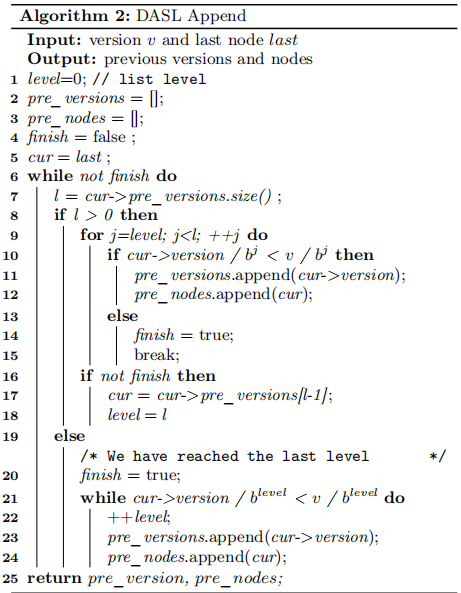 Algorithm 2: DASL Append
Input: version v and last node last
Output: previous versions and nodes
1 level=0; // list level
2 pre_versions = [];
3 pre_nodes = [];
4 finish = false ;
5 cur = last ;
6 while not finish do
7 l = cur->pre_versions.size() ;
8 if l > 0 then
9 for j=level; j<l; ++j do
10 if cur->version / b^j < v / b^j then
11 pre_versions.append(cur->version);
12 pre_nodes.append(cur);
13 else
14 finish = true;
15 break;
16 if not finish then
17 cur = cur->pre_versions[l-1];
18 level = l
19 else
/* We have reached the last level */
20 finish = true;
21 while cur->version / b^level < v / b^level do
22 ++level;
23 pre_versions.append(cur->version);
24 pre_nodes.append(cur);
25 return pre_version, pre_nodes;